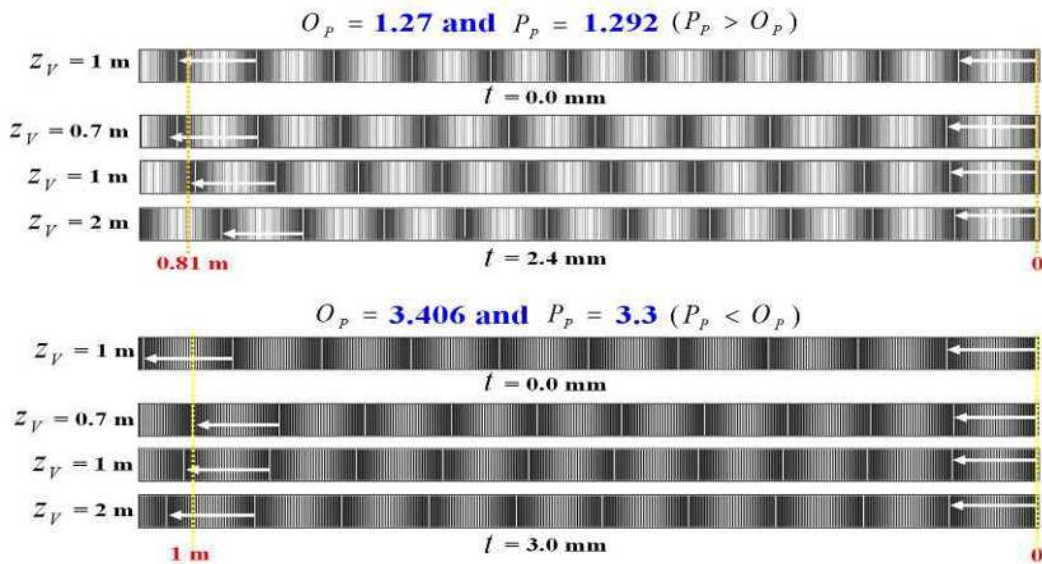 O_P = 1.27 and P_P = 1.292 (P_P > O_P)
z_V = 1 m
t = 0.0 mm
z_V = 0.7 m
z_V = 1 m
z_V = 2 m
0.81 m
t = 2.4 mm
0
O_P = 3.406 and P_P = 3.3 (P_P < O_P)
z_V = 1 m
t = 0.0 mm
z_V = 0.7 m
z_V = 1 m
z_V = 2 m
1 m
t = 3.0 mm
0